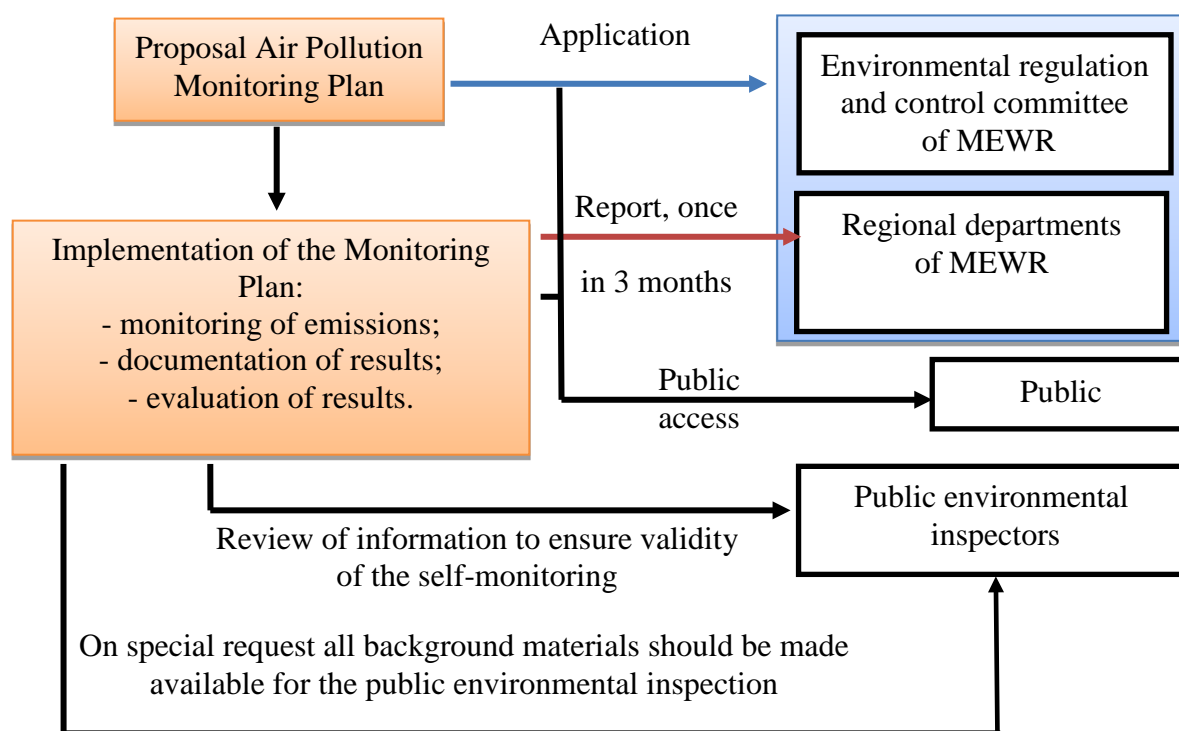 Proposal Air Pollution
Monitoring Plan
Application
Environmental regulation
and control committee
of MEWR
Report, once
in 3 months
Regional departments
of MEWR
Implementation of the Monitoring
Plan:
- monitoring of emissions;
- documentation of results;
- evaluation of results.
Public
access
Public
Public environmental
inspectors
Review of information to ensure validity
of the self-monitoring
On special request all background materials should be made
available for the public environmental inspection